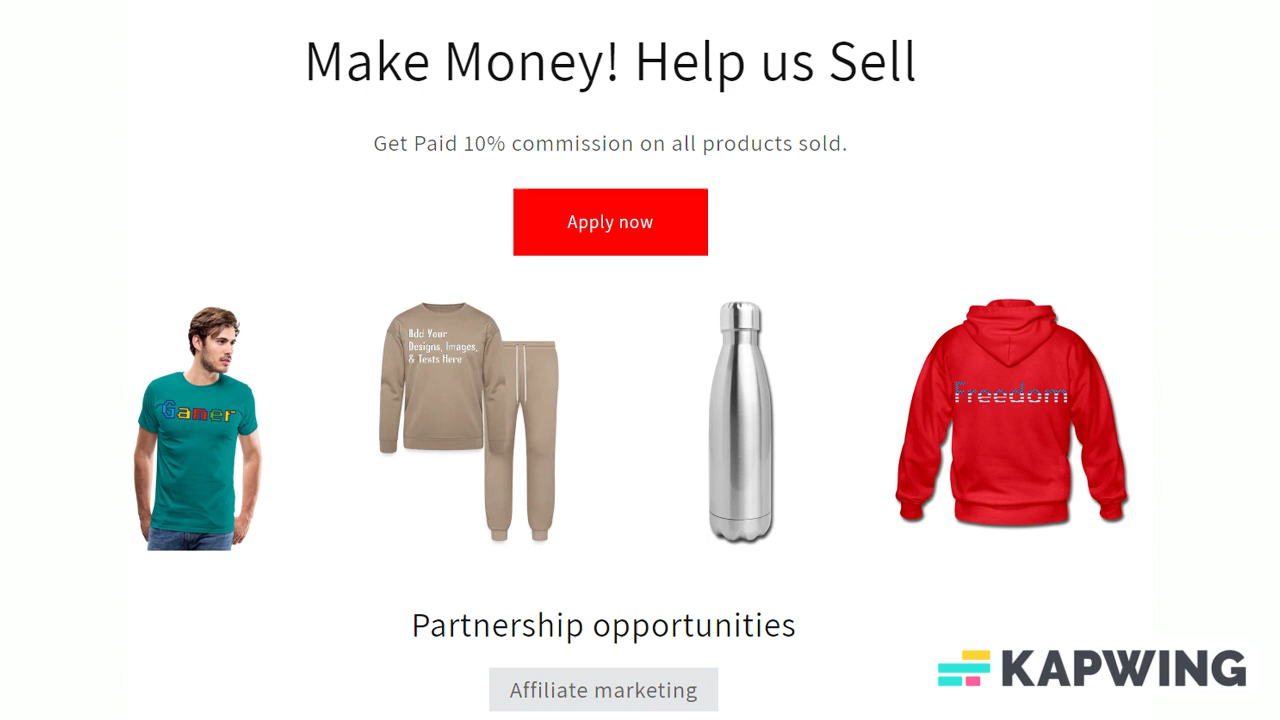 Make Money! Help us Sell
Get Paid 10% commission on all products sold.
Apply now
Gamer
Add Your
Designs, Images,
& Texts Here
Freedom
Partnership opportunities
KAPWING
Affiliate marketing